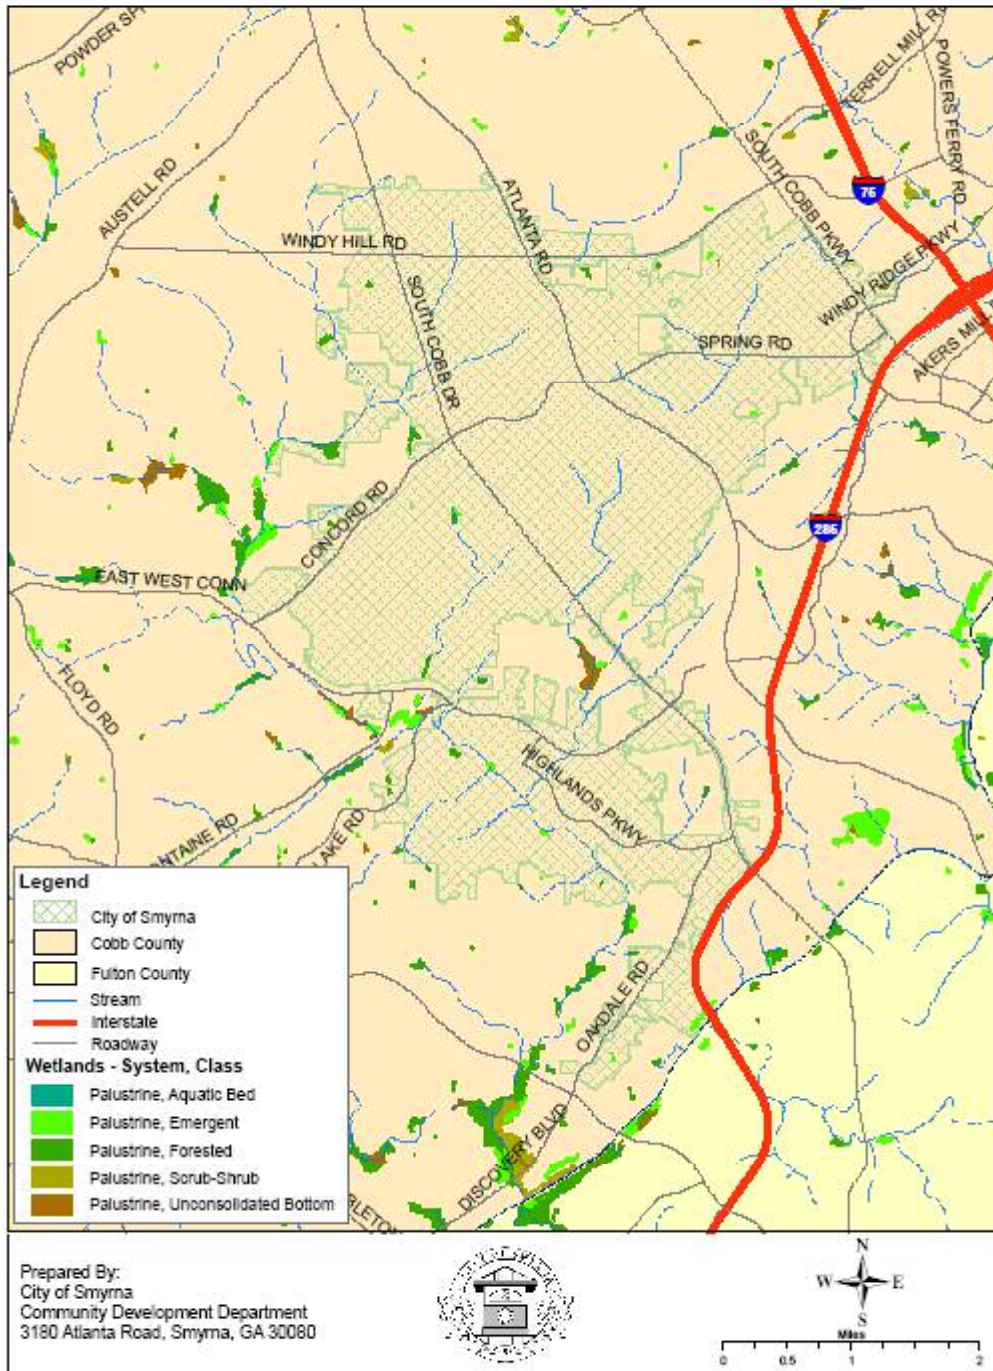 POWDER SP
TERRELL MILL RD
POWERS FERRY RD
SOUTH COBB PKWY
75
AUSTELL RD
ATLANTA RD
WINDY HILL RD
WINDY RIDGE PKWY
SOUTH COBB DR
SPRING RD
AKERS MILL
CONCORD RD
285
EAST WEST CONN
FLOYD RD
HIGHLANDS PKWY
ONTAINE RD
LAKE RD
OAKDALE RD
DISCOVERY BLVD
BLETON
Legend
City of Smyrna
Cobb County
Fulton County
Stream
Interstate
Roadway
Wetlands - System, Class
Palustrine, Aquatic Bed
Palustrine, Emergent
Palustrine, Forested
Palustrine, Scrub-Shrub
Palustrine, Unconsolidated Bottom
Prepared By:
City of Smyrna
Community Development Department
3180 Atlanta Road, Smyrna, GA 30080
N
W E
S
Miles
0 0.5 1 2